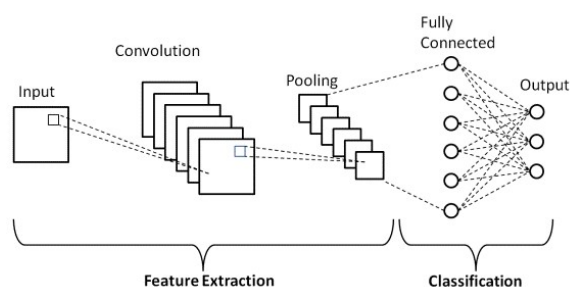 Input
Convolution
Pooling
Fully
Connected
Output
Feature Extraction
Classification